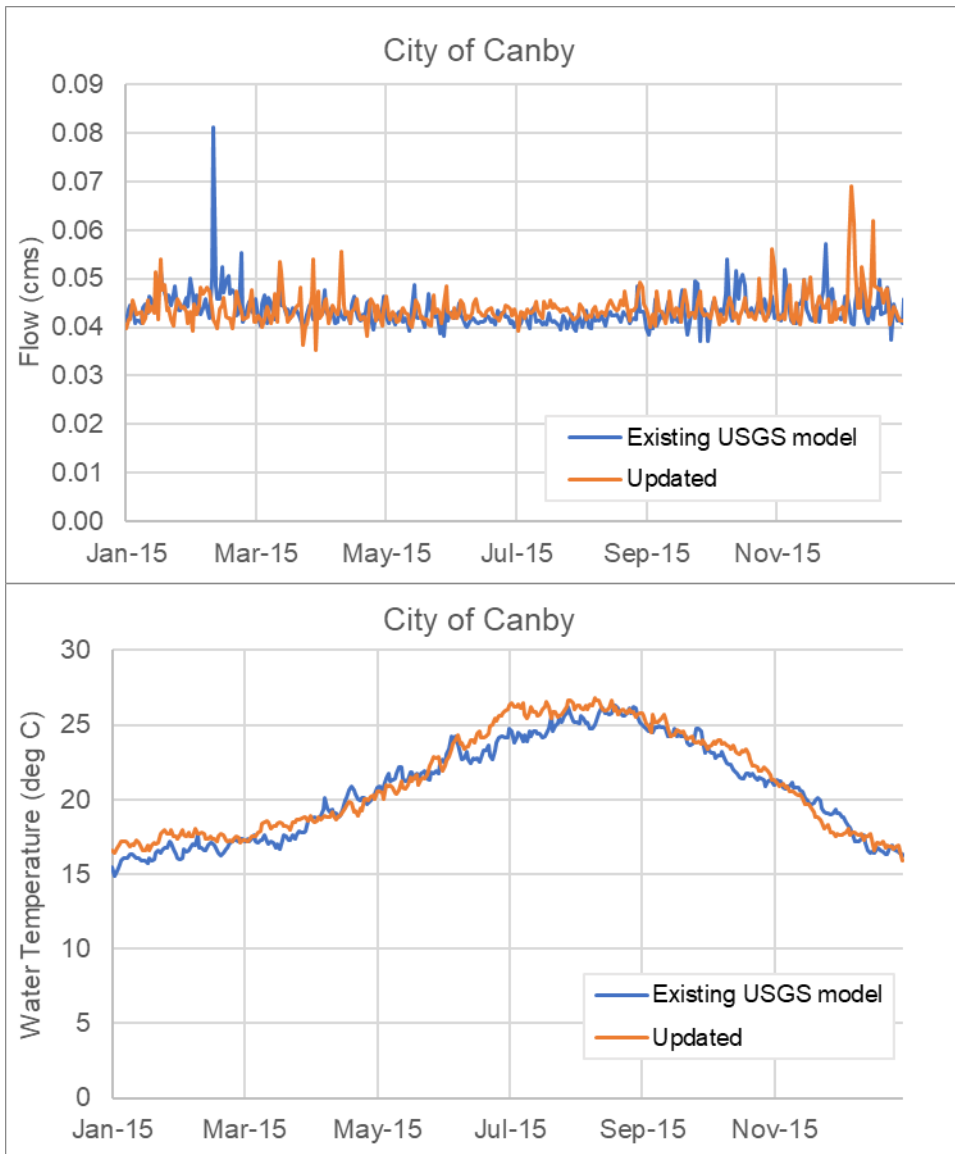 City of Canby
0.09
0.08
0.07
0.06
0.05
0.04
0.03
0.02
0.01
0.00
Flow (cms)
Existing USGS model
Updated
Jan-15 Mar-15 May-15 Jul-15 Sep-15 Nov-15
City of Canby
30
25
20
15
10
5
0
Water Temperature (deg C)
Existing USGS model
Updated
Jan-15 Mar-15 May-15 Jul-15 Sep-15 Nov-15